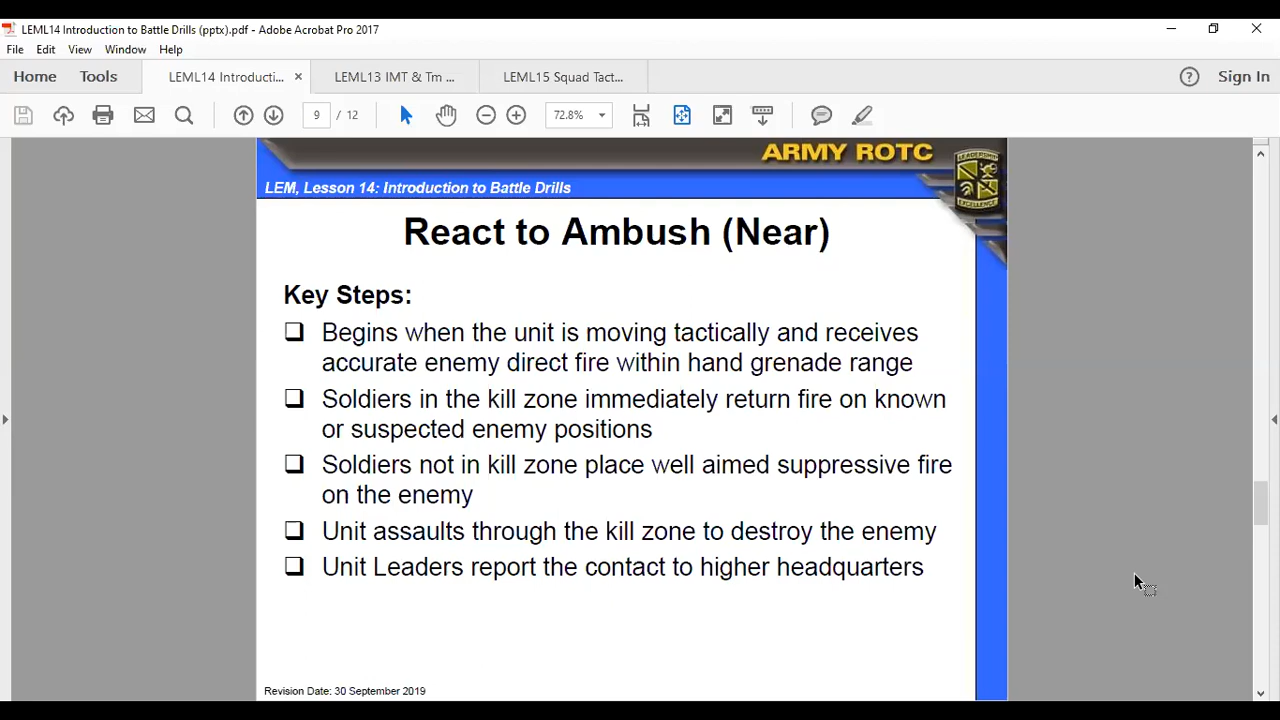 LEML14 Introduction to Battle Drills (pptx).pdf - Adobe Acrobat Pro 2017
File Edit View Window Help
Home Tools LEML14 Introducti... × LEML13 IMT & Tm ... LEML15 Squad Tact... ? Sign In
9 / 12 72.8%
ARMY ROTC
LEADERSHIP
EXCELLENCE
LEM, Lesson 14: Introduction to Battle Drills
React to Ambush (Near)
Key Steps:
Begins when the unit is moving tactically and receives
accurate enemy direct fire within hand grenade range
Soldiers in the kill zone immediately return fire on known
or suspected enemy positions
Soldiers not in kill zone place well aimed suppressive fire
on the enemy
Unit assaults through the kill zone to destroy the enemy
Unit Leaders report the contact to higher headquarters
Revision Date: 30 September 2019